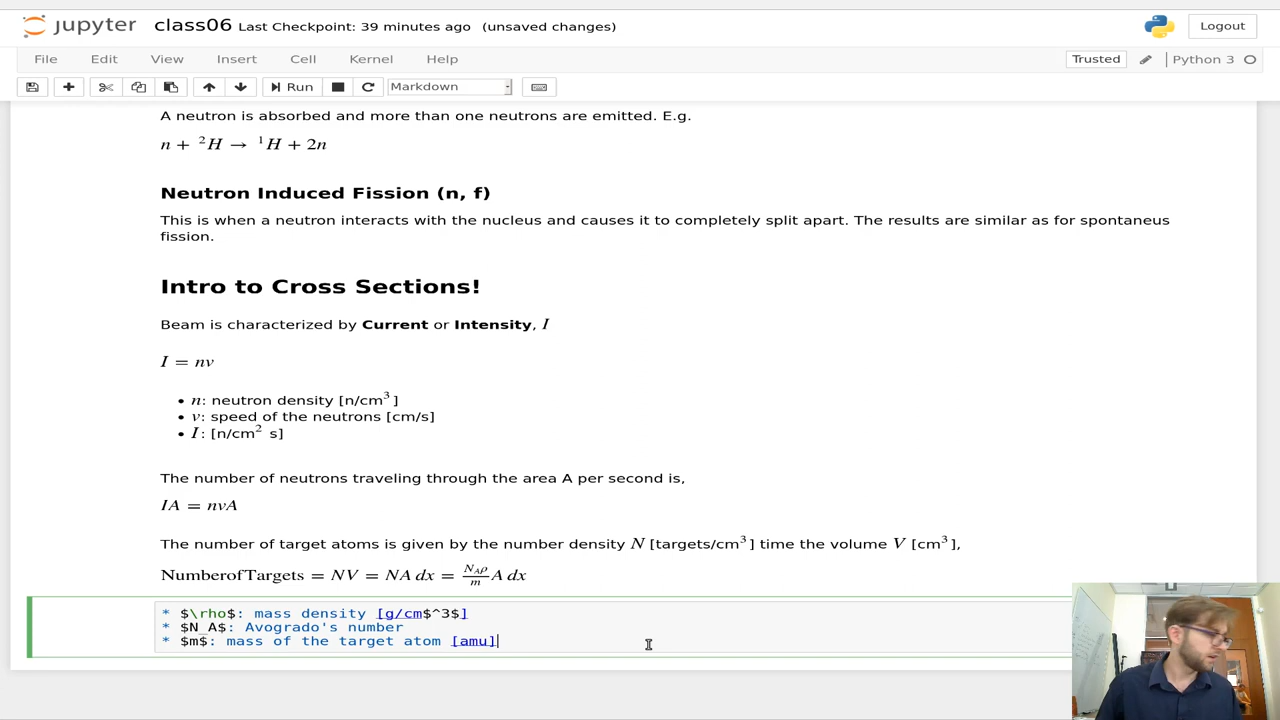 jupyter class06 Last Checkpoint: 39 minutes ago (unsaved changes) Logout
File Edit View Insert Cell Kernel Help Trusted Python 3
Run Markdown
A neutron is absorbed and more than one neutrons are emitted. E.g.
n + ²H → ¹H + 2n
Neutron Induced Fission (n, f)
This is when a neutron interacts with the nucleus and causes it to completely split apart. The results are similar as for spontaneus
fission.
Intro to Cross Sections!
Beam is characterized by Current or Intensity, I
I = nv
• n: neutron density [n/cm³]
• v: speed of the neutrons [cm/s]
• I: [n/cm² s]
The number of neutrons traveling through the area A per second is,
IA = nvA
The number of target atoms is given by the number density N [targets/cm³] time the volume V [cm³],
NumberofTargets = NV = NA dx = N_Aρ/m A dx
* $\rho$: mass density [g/cm$^3$]
* $N_A$: Avogrado's number
* $m$: mass of the target atom [amu]